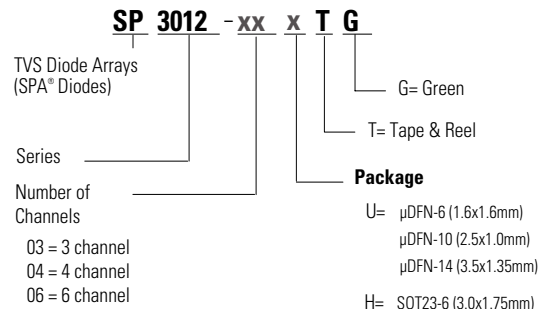 SP 3012 - xx x T G
TVS Diode Arrays
(SPA® Diodes)
G= Green
T= Tape & Reel
Series
Number of
Channels
03 = 3 channel
04 = 4 channel
06 = 6 channel
Package
U= µDFN-6 (1.6x1.6mm)
µDFN-10 (2.5x1.0mm)
µDFN-14 (3.5x1.35mm)
H= SOT23-6 (3.0x1.75mm)